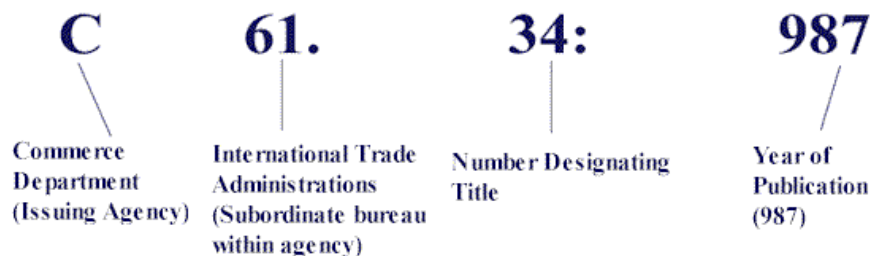 C 61. 34: 987
Commerce
Department
(Issuing Agency)
International Trade
Administrations
(Subordinate bureau
within agency)
Number Designating
Title
Year of
Publication
(987)